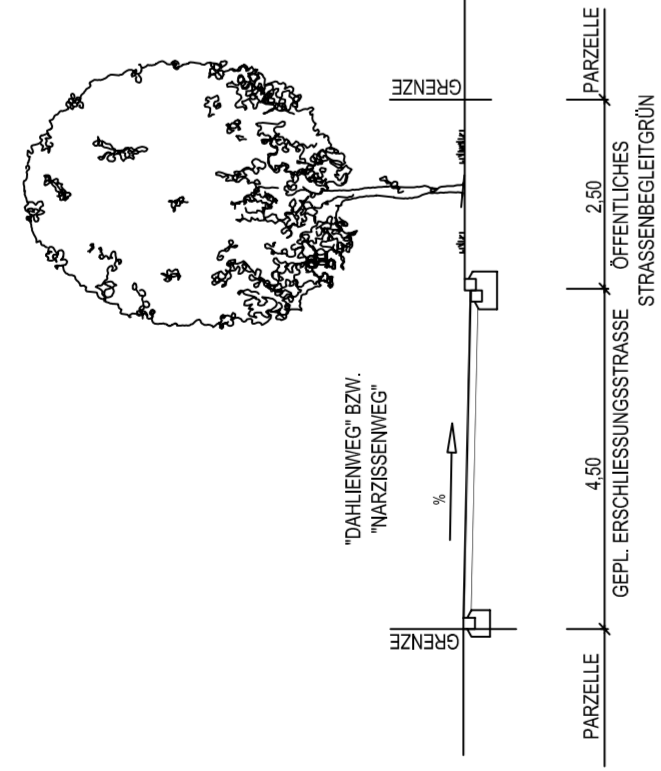 "DAHLIENWEG" BZW.
"NARZISSENWEG"
%
GRENZE
GRENZE
PARZELLE
4,50
GEPL. ERSCHLIESSUNGSSTRASSE
2,50
ÖFFENTLICHES
STRASSENBEGLEITGRÜN
PARZELLE